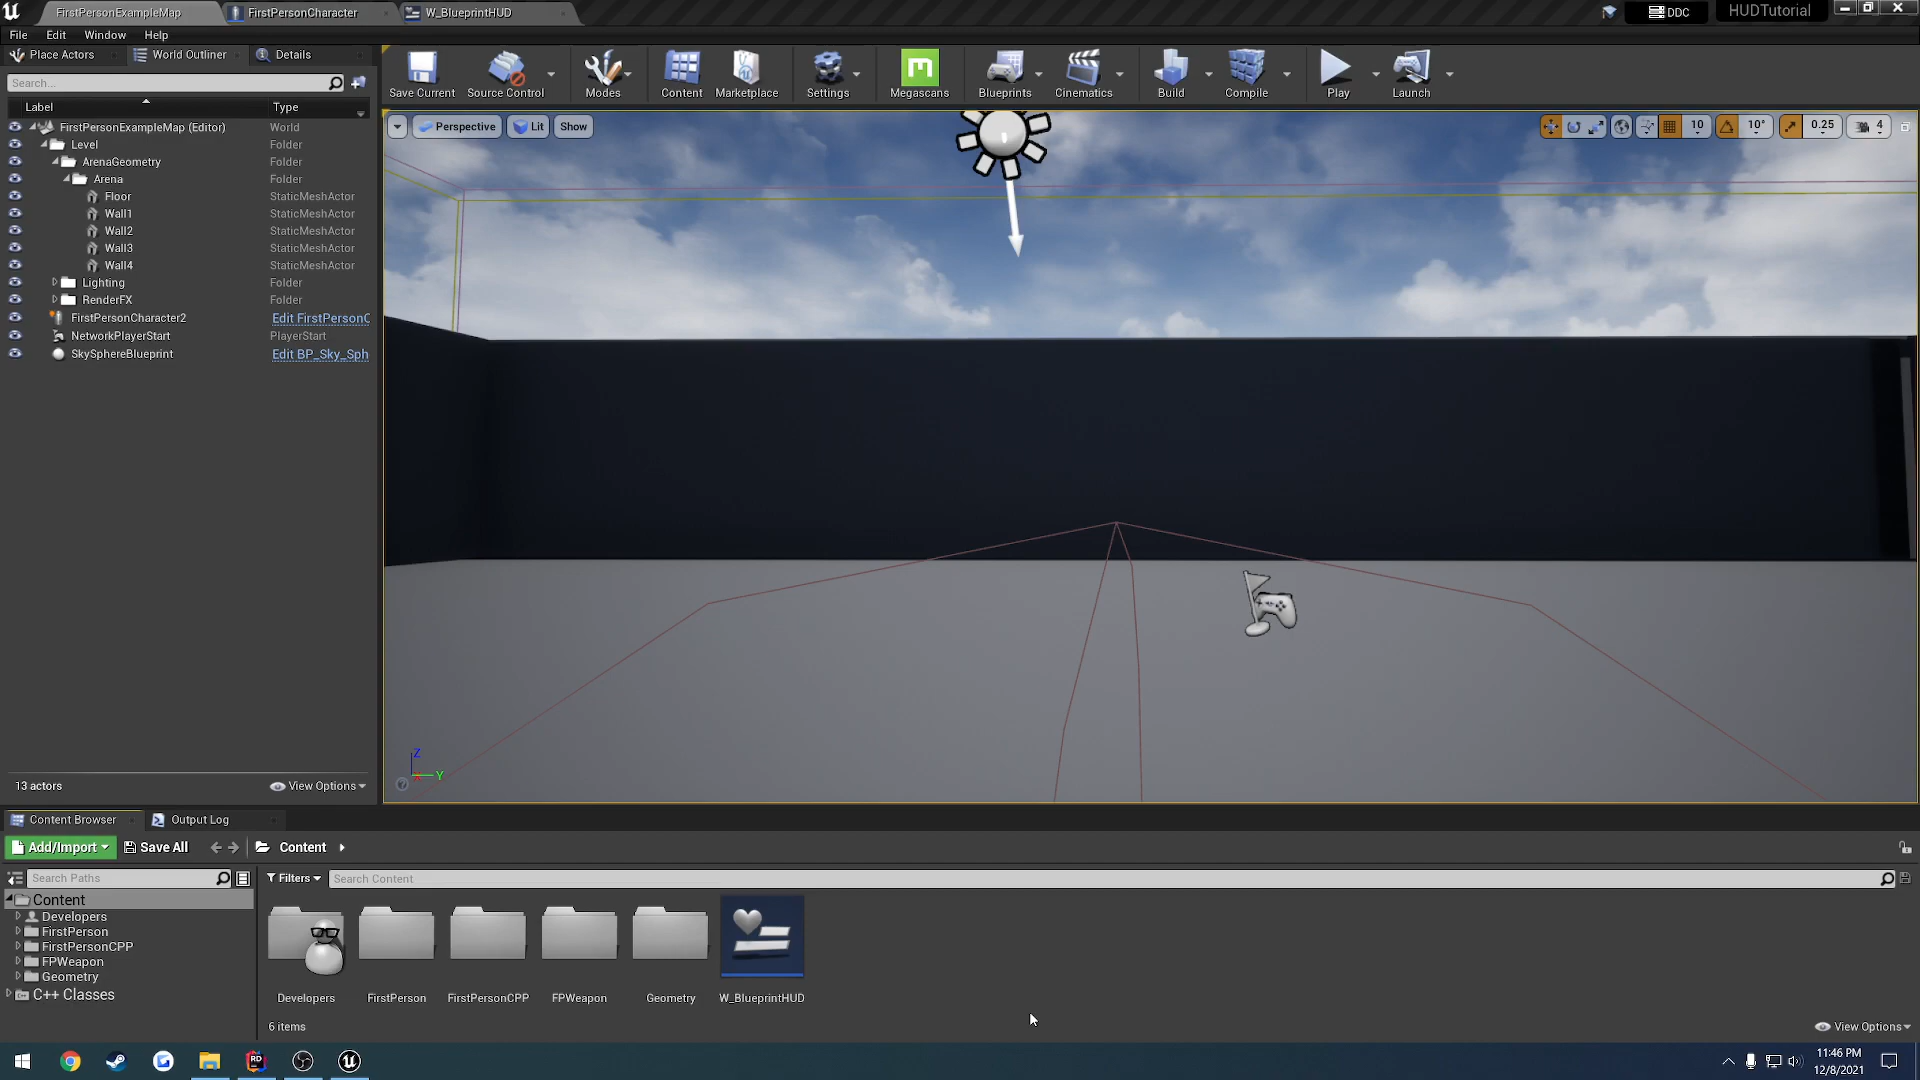 FirstPersonExampleMap
FirstPersonCharacter
W_BlueprintHUD
DDC
HUDTutorial
File Edit Window Help
Place Actors
World Outliner
Details
Save Current
Source Control
Modes
Content
Marketplace
Settings
Megascans
Blueprints
Cinematics
Build
Compile
Play
Launch
Search...
Label Type
FirstPersonExampleMap (Editor) World
Level Folder
ArenaGeometry Folder
Arena Folder
Floor StaticMeshActor
Wall1 StaticMeshActor
Wall2 StaticMeshActor
Wall3 StaticMeshActor
Wall4 StaticMeshActor
Lighting Folder
RenderFX Folder
FirstPersonCharacter2 Edit FirstPersonC
NetworkPlayerStart PlayerStart
SkySphereBlueprint Edit BP_Sky_Sph
13 actors
View Options
Perspective
Lit
Show
10
10°
0.25
4
Z
X
Y
Content Browser
Output Log
Add/Import
Save All
Content
Search Paths
Filters
Search Content
Content
Developers
FirstPerson
FirstPersonCPP
FPWeapon
Geometry
C++ Classes
Developers
FirstPerson
FirstPersonCPP
FPWeapon
Geometry
W_BlueprintHUD
6 items
View Options
RD
11:46 PM
12/8/2021